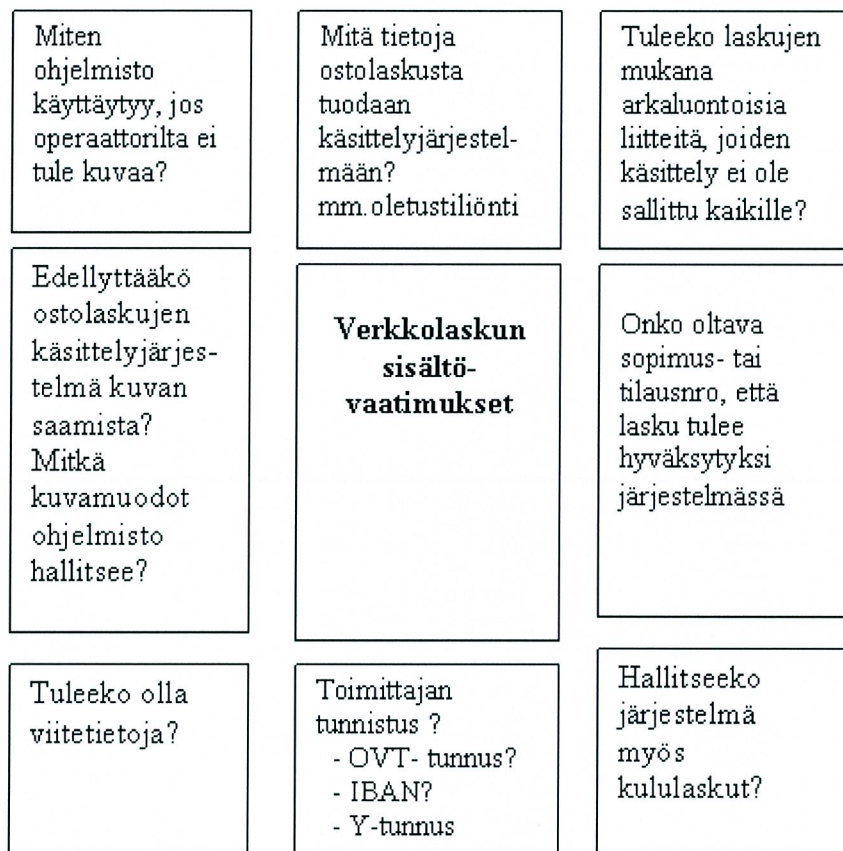 Miten
ohjelmisto
käyttäytyy, jos
operaattorilta ei
tule kuvaa?
Mitä tietoja
ostolaskusta
tuodaan
käsittelyjärjestel-
mään?
mm.oletustiliönti
Tuleeko laskujen
mukana
arkaluontoisia
liitteitä, joiden
käsittely ei ole
sallittu kaikille?
Edellyttääkö
ostolaskujen
käsittelyjärjes-
telmä kuvan
saamista?
Mitkä
kuvamuodot
ohjelmisto
hallitsee?
Verkkolaskun
sisältö-
vaatimukset
Onko oltava
sopimus- tai
tilausnro, että
lasku tulee
hyväksytyksi
järjestelmässä
Tuleeko olla
viitetietoja?
Toimittajan
tunnistus ?
- OVT- tunnus?
- IBAN?
- Y-tunnus
Hallitseeko
järjestelmä
myös
kululaskut?